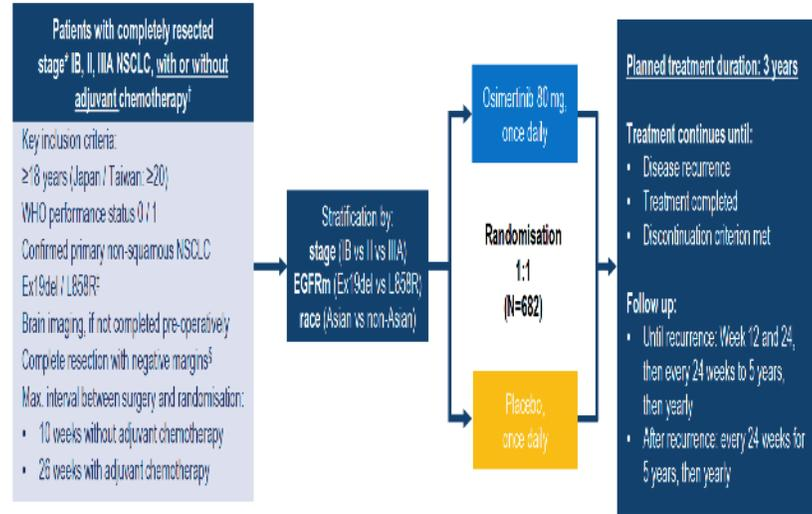 Patients with completely resected
stage* IB, II, IIIA NSCLC, with or without
adjuvant chemotherapy†
Key inclusion criteria:
≥18 years (Japan / Taiwan: ≥20)
WHO performance status 0 / 1
Confirmed primary non-squamous NSCLC
Ex19del / L858R‡
Brain imaging, if not completed pre-operatively
Complete resection with negative margins§
Max. interval between surgery and randomisation:
• 10 weeks without adjuvant chemotherapy
• 26 weeks with adjuvant chemotherapy
Stratification by:
stage (IB vs II vs IIIA)
EGFRm (Ex19del vs L858R)
race (Asian vs non-Asian)
Osimertinib 80 mg,
once daily
Randomisation
1:1
(N=682)
Placebo,
once daily
Planned treatment duration: 3 years
Treatment continues until:
• Disease recurrence
• Treatment completed
• Discontinuation criterion met
Follow up:
• Until recurrence: Week 12 and 24,
then every 24 weeks to 5 years,
then yearly
• After recurrence: every 24 weeks for
5 years, then yearly